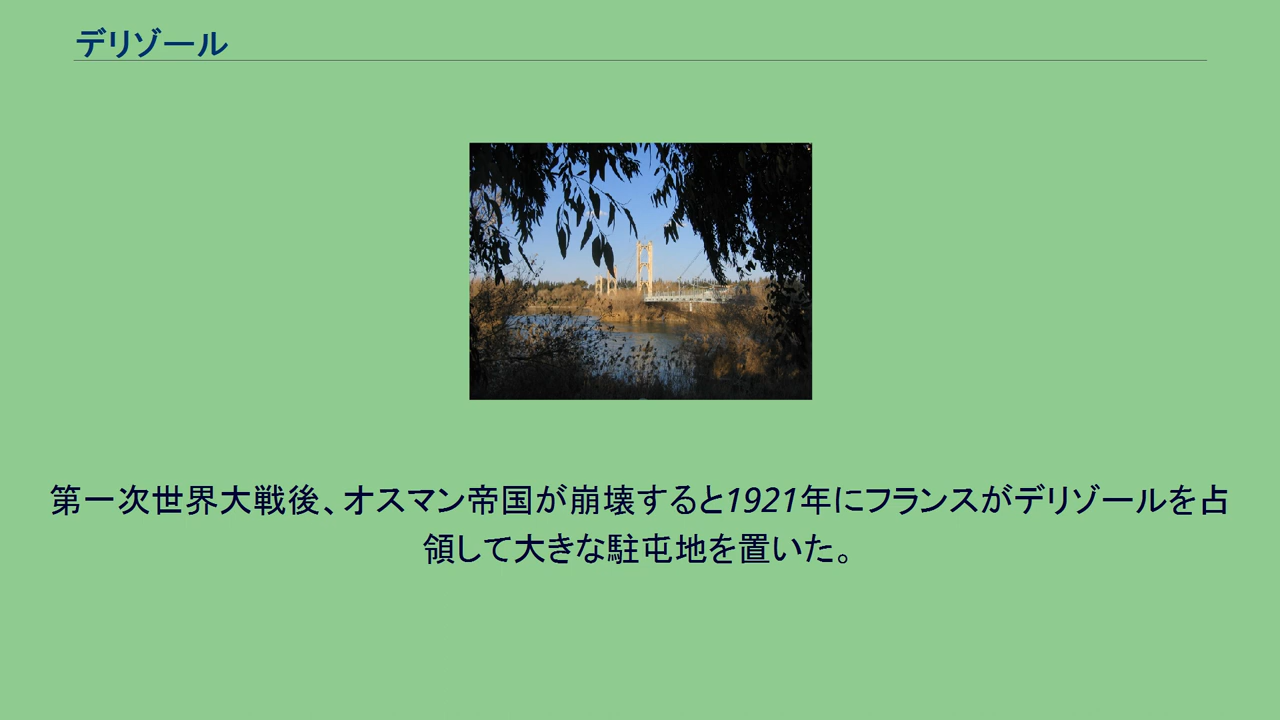 デリゾール
第一次世界大戦後、オスマン帝国が崩壊すると1921年にフランスがデリゾールを占
領して大きな駐屯地を置いた。